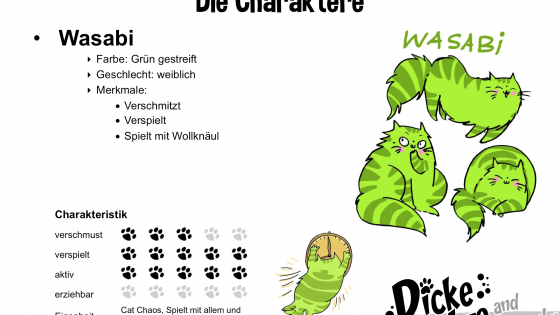 Die Charaktere
• Wasabi
Farbe: Grün gestreift
Geschlecht: weiblich
Merkmale:
• Verschmitzt
• Verspielt
• Spielt mit Wollknäul
WASABi
Charakteristik
verschmust
verspielt
aktiv
erziehbar
Cat Chaos, Spielt mit allem und
Dicke
and